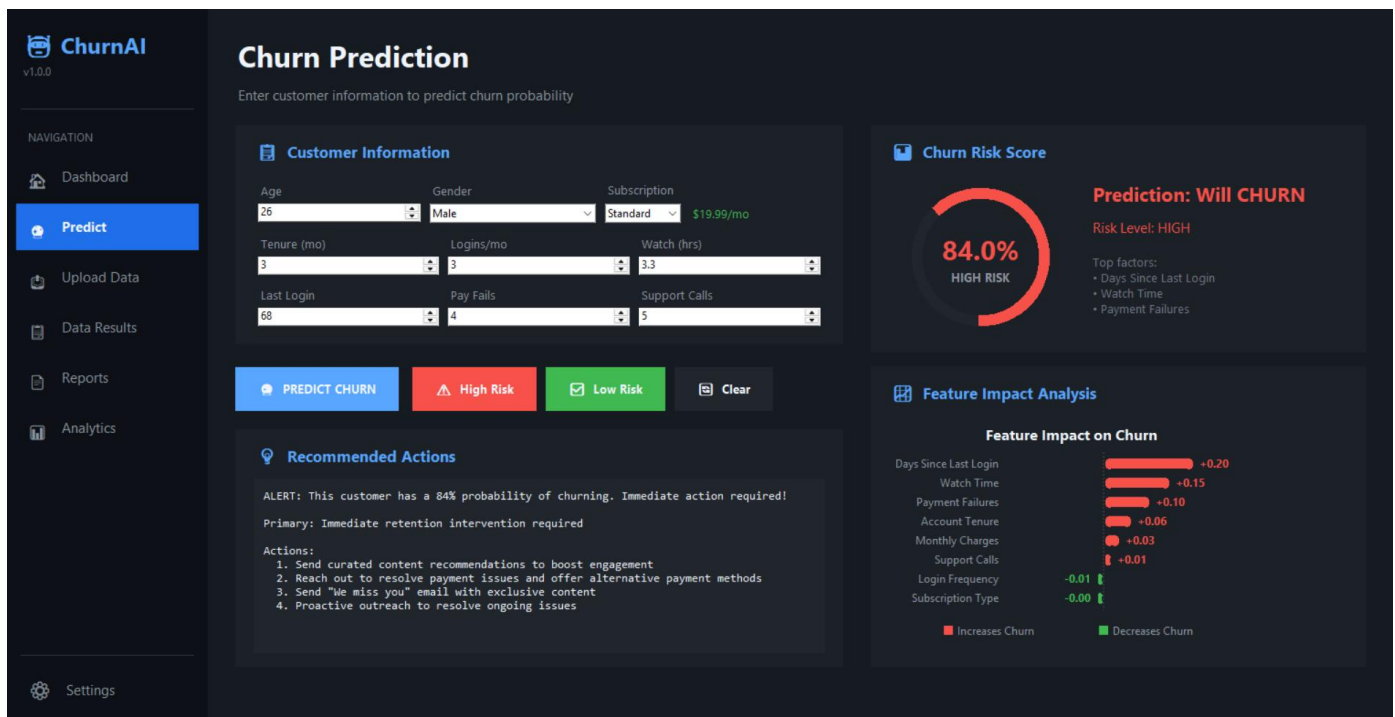 ChurnAI
v1.0.0
NAVIGATION
Dashboard
Predict
Upload Data
Data Results
Reports
Analytics
Settings
Churn Prediction
Enter customer information to predict churn probability
Customer Information
Age Gender Subscription
26 Male Standard $19.99/mo
Tenure (mo) Logins/mo Watch (hrs)
3 3 3.3
Last Login Pay Fails Support Calls
68 4 5
PREDICT CHURN High Risk Low Risk Clear
Recommended Actions
ALERT: This customer has a 84% probability of churning. Immediate action required!
Primary: Immediate retention intervention required
Actions:
1. Send curated content recommendations to boost engagement
2. Reach out to resolve payment issues and offer alternative payment methods
3. Send "We miss you" email with exclusive content
4. Proactive outreach to resolve ongoing issues
Churn Risk Score
84.0%
HIGH RISK
Prediction: Will CHURN
Risk Level: HIGH
Top factors:
• Days Since Last Login
• Watch Time
• Payment Failures
Feature Impact Analysis
Feature Impact on Churn
Days Since Last Login +0.20
Watch Time +0.15
Payment Failures +0.10
Account Tenure +0.06
Monthly Charges +0.03
Support Calls +0.01
Login Frequency -0.01
Subscription Type -0.00
Increases Churn Decreases Churn